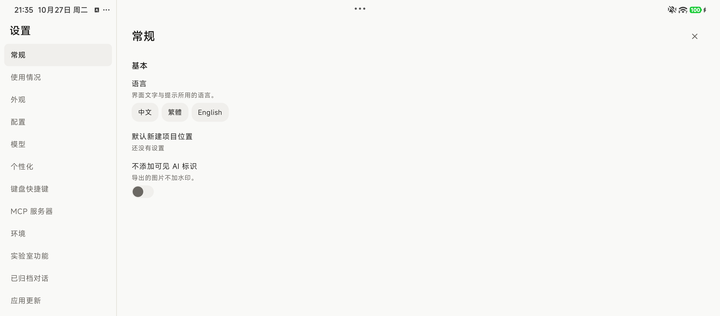 21:35 10月27日 周二
100
设置
常规
使用情况
外观
配置
模型
个性化
键盘快捷键
MCP 服务器
环境
实验室功能
已归档对话
应用更新
常规
基本
语言
界面文字与提示所用的语言。
中文 繁體 English
默认新建项目位置
还没有设置
不添加可见 AI 标识
导出的图片不加水印。